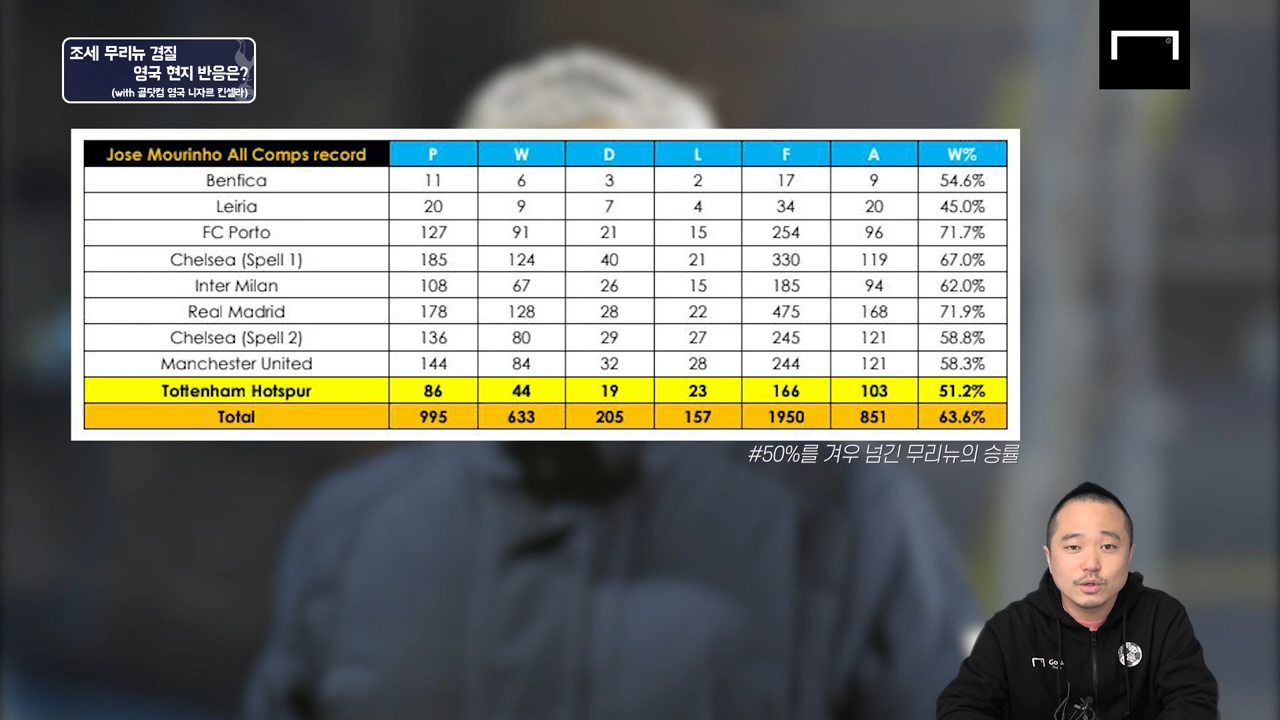 조세 무리뉴 경질
영국 현지 반응은?
(with 골닷컴 영국 니자르 킨셀라)
Jose Mourinho All Comps record P W D L F A W%
Benfica 11 6 3 2 17 9 54.6%
Leiria 20 9 7 4 34 20 45.0%
FC Porto 127 91 21 15 254 96 71.7%
Chelsea (Spell 1) 185 124 40 21 330 119 67.0%
Inter Milan 108 67 26 15 185 94 62.0%
Real Madrid 178 128 28 22 475 168 71.9%
Chelsea (Spell 2) 136 80 29 27 245 121 58.8%
Manchester United 144 84 32 28 244 121 58.3%
Tottenham Hotspur 86 44 19 23 166 103 51.2%
Total 995 633 205 157 1950 851 63.6%
#50%를 겨우 넘긴 무리뉴의 승률